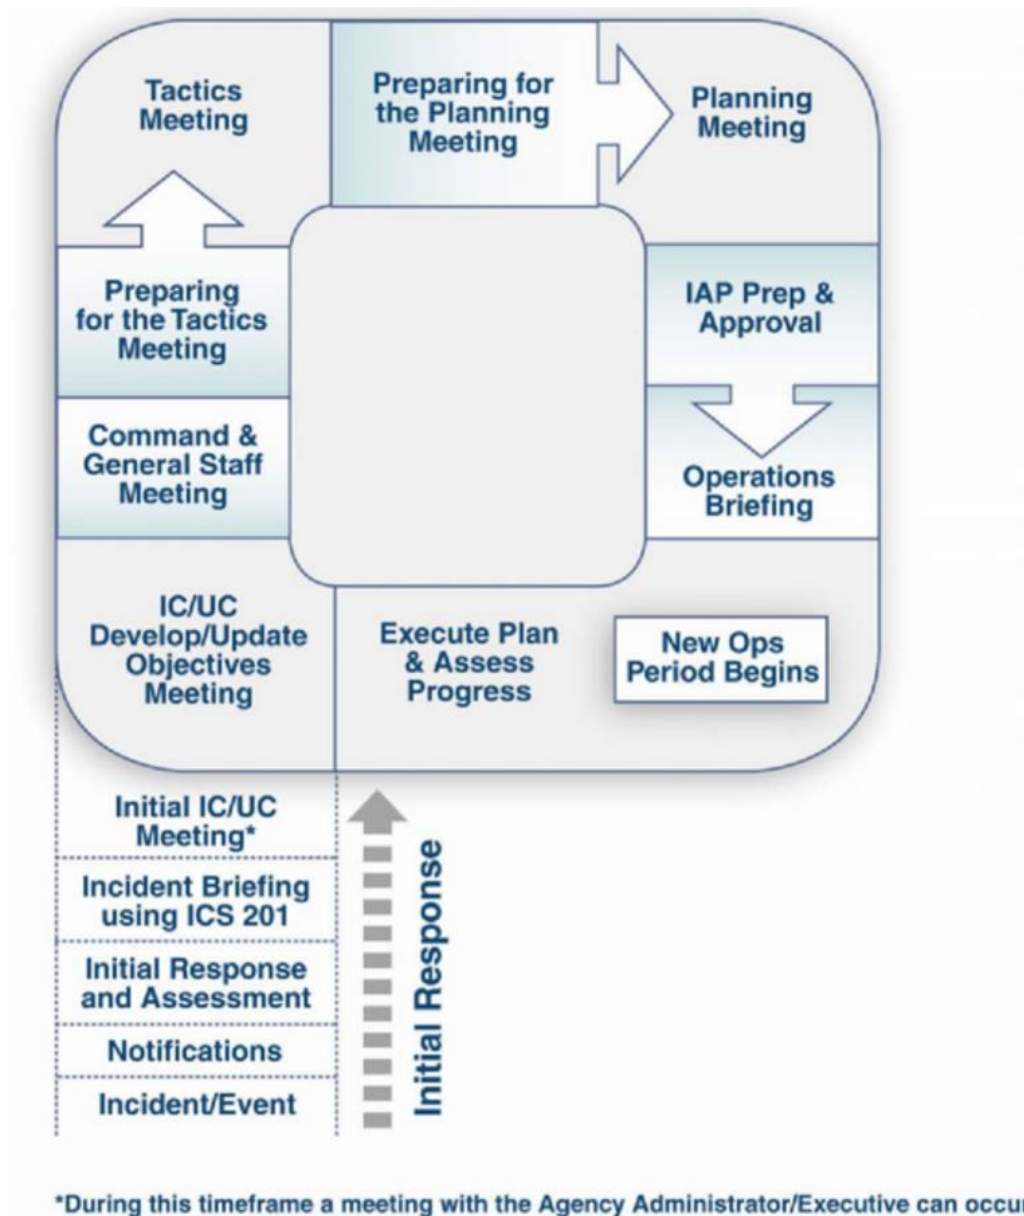 Tactics
Meeting
Preparing for
the Planning
Meeting
Planning
Meeting
Preparing
for the Tactics
Meeting
IAP Prep &
Approval
Command &
General Staff
Meeting
Operations
Briefing
IC/UC
Develop/Update
Objectives
Meeting
Execute Plan
& Assess
Progress
New Ops
Period Begins
Initial IC/UC
Meeting*
Incident Briefing
using ICS 201
Initial Response
and Assessment
Notifications
Incident/Event
Initial Response
*During this timeframe a meeting with the Agency Administrator/Executive can occur